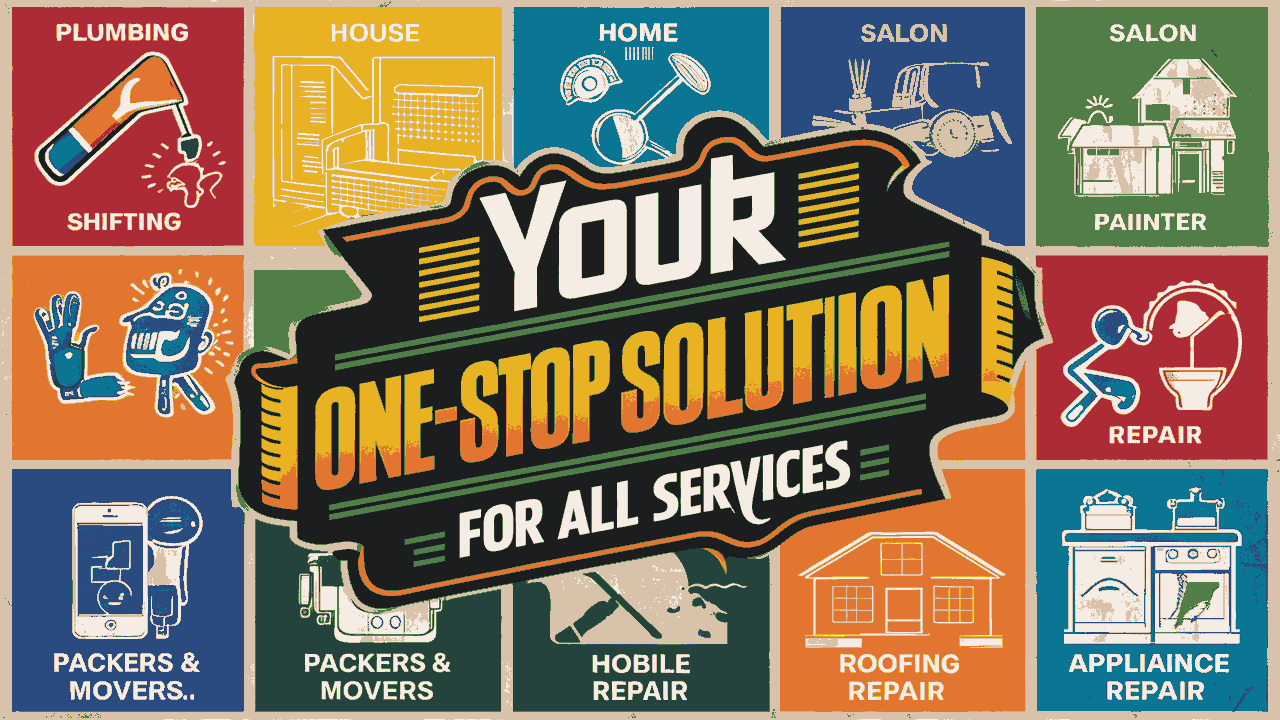 PLUMBING
HOUSE
HOME
SALON
SALON
SHIFTING
PAIINTER
YOUR
ONE-STOP SOLUTIION
FOR ALL SERVICES
REPAIR
PACKERS &
MOVERS..
PACKERS &
MOVERS
HOBILE
REPAIR
ROOFING
REPAIR
APPLIAINCE
REPAIR